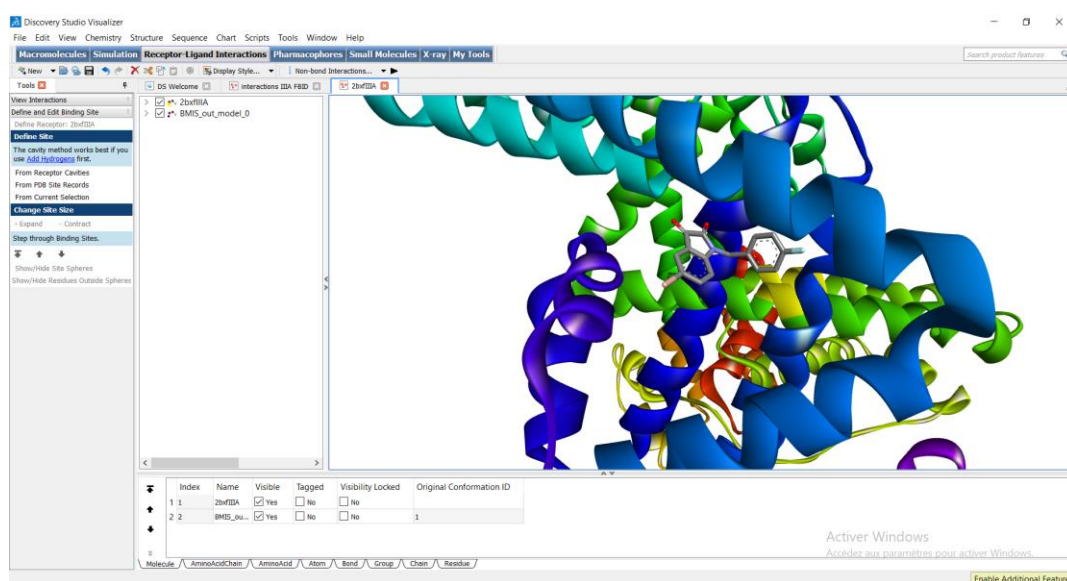 Discovery Studio Visualizer
File Edit View Chemistry Structure Sequence Chart Scripts Tools Window Help
Macromolecules Simulation Receptor-Ligand Interactions Pharmacophores Small Molecules X-ray My Tools
Search product features
New Display Style... Non-bond Interactions...
Tools DS Welcome interactions IIIA FBID 2bxfIIIA
View Interactions
Define and Edit Binding Site
Define Receptor: 2bxfIIIA
Define Site
The cavity method works best if you
use Add Hydrogens first.
From Receptor Cavities
From PDB Site Records
From Current Selection
Change Site Size
- Expand - Contract
Step through Binding Sites.
Show/Hide Site Spheres
Show/Hide Residues Outside Spheres
2bxfIIIA
BMIS_out_model_0
Index Name Visible Tagged Visibility Locked Original Conformation ID
1 1 2bxfIIIA Yes No No
2 2 BMIS_ou... Yes No No 1
Activer Windows
Accédez aux paramètres pour activer Windows.
Molecule AminoAcidChain AminoAcid Atom Bond Group Chain Residue
Enable Additional Feature